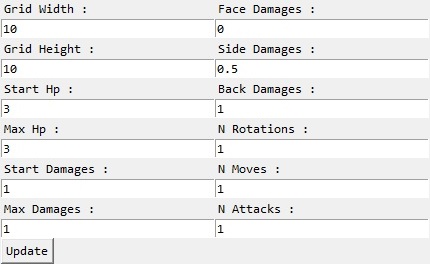 Grid Width : Face Damages :
10 0
Grid Height : Side Damages :
10 0.5
Start Hp : Back Damages :
3 1
Max Hp : N Rotations :
3 1
Start Damages : N Moves :
1 1
Max Damages : N Attacks :
1 1
Update